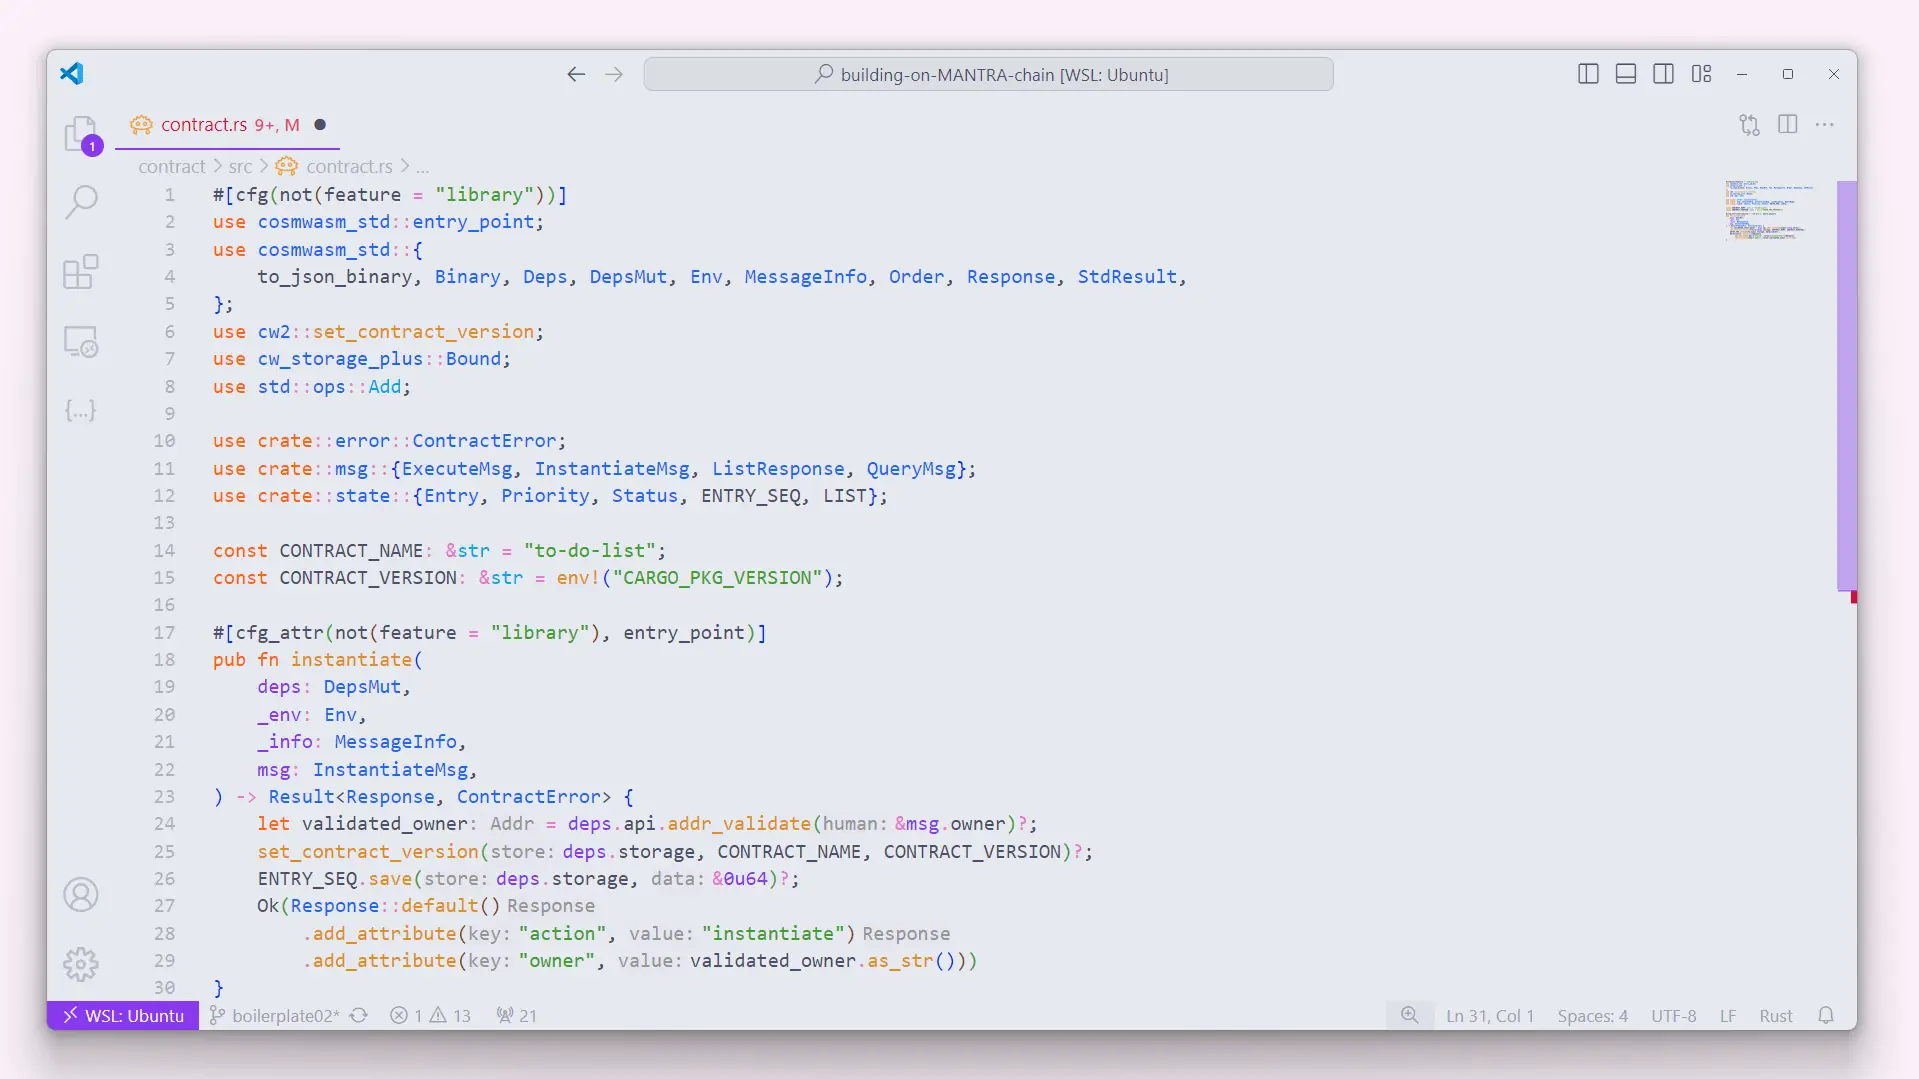 building-on-MANTRA-chain [WSL: Ubuntu]
contract.rs 9+, M
1
contract > src > contract.rs > ...
1 #[cfg(not(feature = "library"))]
2 use cosmwasm_std::entry_point;
3 use cosmwasm_std::{
4     to_json_binary, Binary, Deps, DepsMut, Env, MessageInfo, Order, Response, StdResult,
5 };
6 use cw2::set_contract_version;
7 use cw_storage_plus::Bound;
8 use std::ops::Add;
9
10 use crate::error::ContractError;
11 use crate::msg::{ExecuteMsg, InstantiateMsg, ListResponse, QueryMsg};
12 use crate::state::{Entry, Priority, Status, ENTRY_SEQ, LIST};
13
14 const CONTRACT_NAME: &str = "to-do-list";
15 const CONTRACT_VERSION: &str = env!("CARGO_PKG_VERSION");
16
17 #[cfg_attr(not(feature = "library"), entry_point)]
18 pub fn instantiate(
19     deps: DepsMut,
20     _env: Env,
21     _info: MessageInfo,
22     msg: InstantiateMsg,
23 ) -> Result<Response, ContractError> {
24     let validated_owner: Addr = deps.api.addr_validate(human: &msg.owner)?;
25     set_contract_version(store: deps.storage, CONTRACT_NAME, CONTRACT_VERSION)?;
26     ENTRY_SEQ.save(store: deps.storage, data: &0u64)?;
27     Ok(Response::default() Response
28         .add_attribute(key: "action", value: "instantiate") Response
29         .add_attribute(key: "owner", value: validated_owner.as_str()))
30 }
WSL: Ubuntu boilerplate02* 1 13 21 Ln 31, Col 1 Spaces: 4 UTF-8 LF Rust